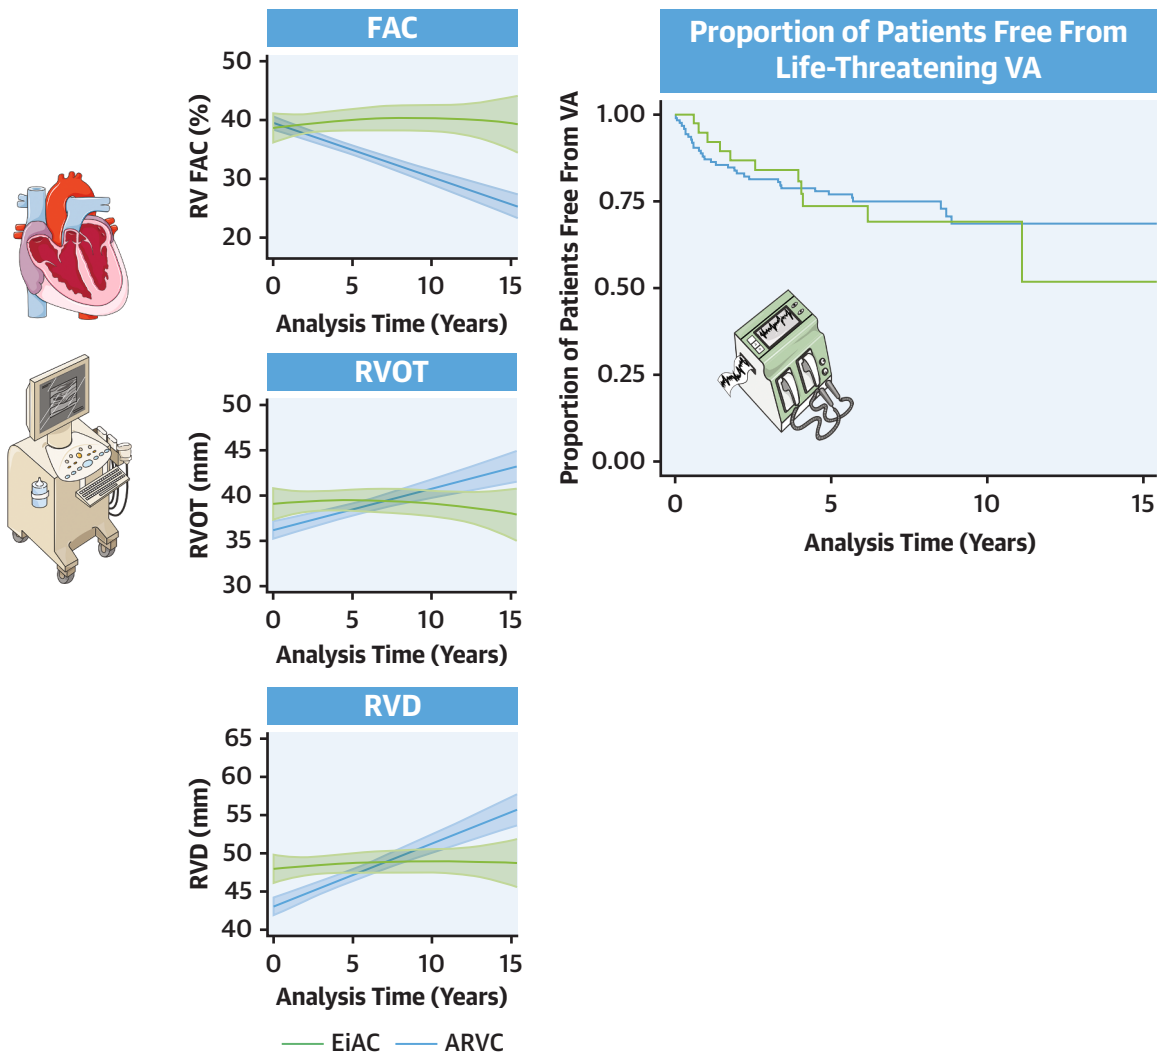 FAC
50
40
30
20
RV FAC (%)
0 5 10 15
Analysis Time (Years)
RVOT
50
45
40
35
30
RVOT (mm)
0 5 10 15
Analysis Time (Years)
RVD
65
60
55
50
45
40
RVD (mm)
0 5 10 15
Analysis Time (Years)
EiAC ARVC
Proportion of Patients Free From
Life-Threatening VA
1.00
0.75
0.50
0.25
0.00
Proportion of Patients Free From VA
0 5 10 15
Analysis Time (Years)